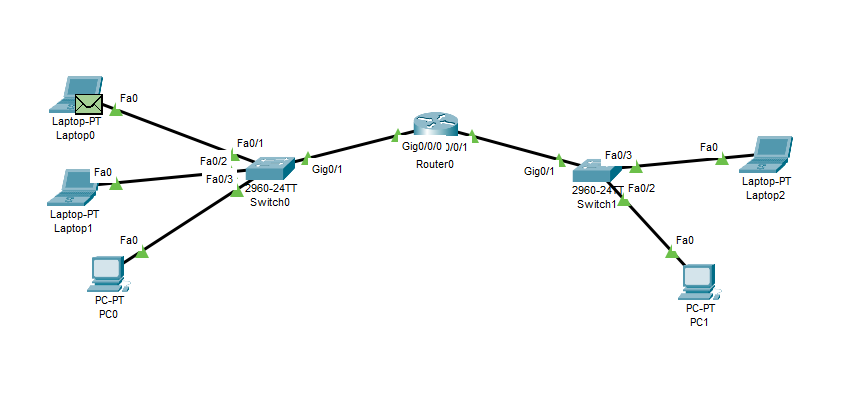 Fa0
Laptop-PT
Laptop0
Fa0/1
Fa0/2
Fa0
Fa0/3
Laptop-PT
Laptop1
2960-24TT
Switch0
Gig0/1
Fa0
PC-PT
PC0
Gig0/0/0
0/0/1
Router0
Gig0/1
Fa0/3
Fa0
2960-24TT
Switch1
Fa0/2
Laptop-PT
Laptop2
Fa0
PC-PT
PC1